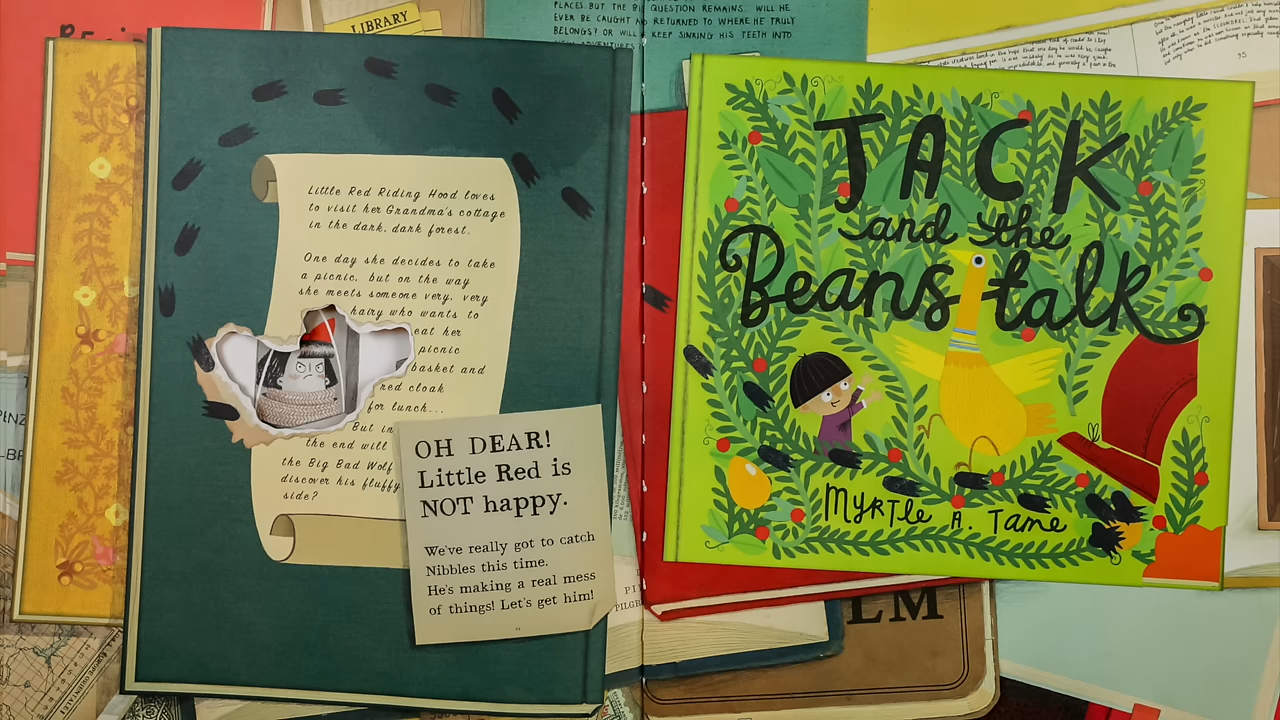 LIBRARY
PLACES. BUT THE BIG QUESTION REMAINS. WILL HE
EVER BE CAUGHT AND RETURNED TO WHERE HE TRULY
BELONGS? OR WILL KEEP SINKING HIS TEETH INTO
Little Red Riding Hood loves
to visit her Grandma's cottage
in the dark, dark forest.
One day she decides to take
a picnic, but on the way
she meets someone very, very
hairy who wants to
eat her
picnic
basket and
red cloak
for lunch...
But in
the end will
the Big Bad Wolf
discover his fluffy
side?
OH DEAR!
Little Red is
NOT happy.
We've really got to catch
Nibbles this time.
He's making a real mess
of things! Let's get him!
JACK
and the
Beanstalk
MYRTLE A. TAME
95
LM